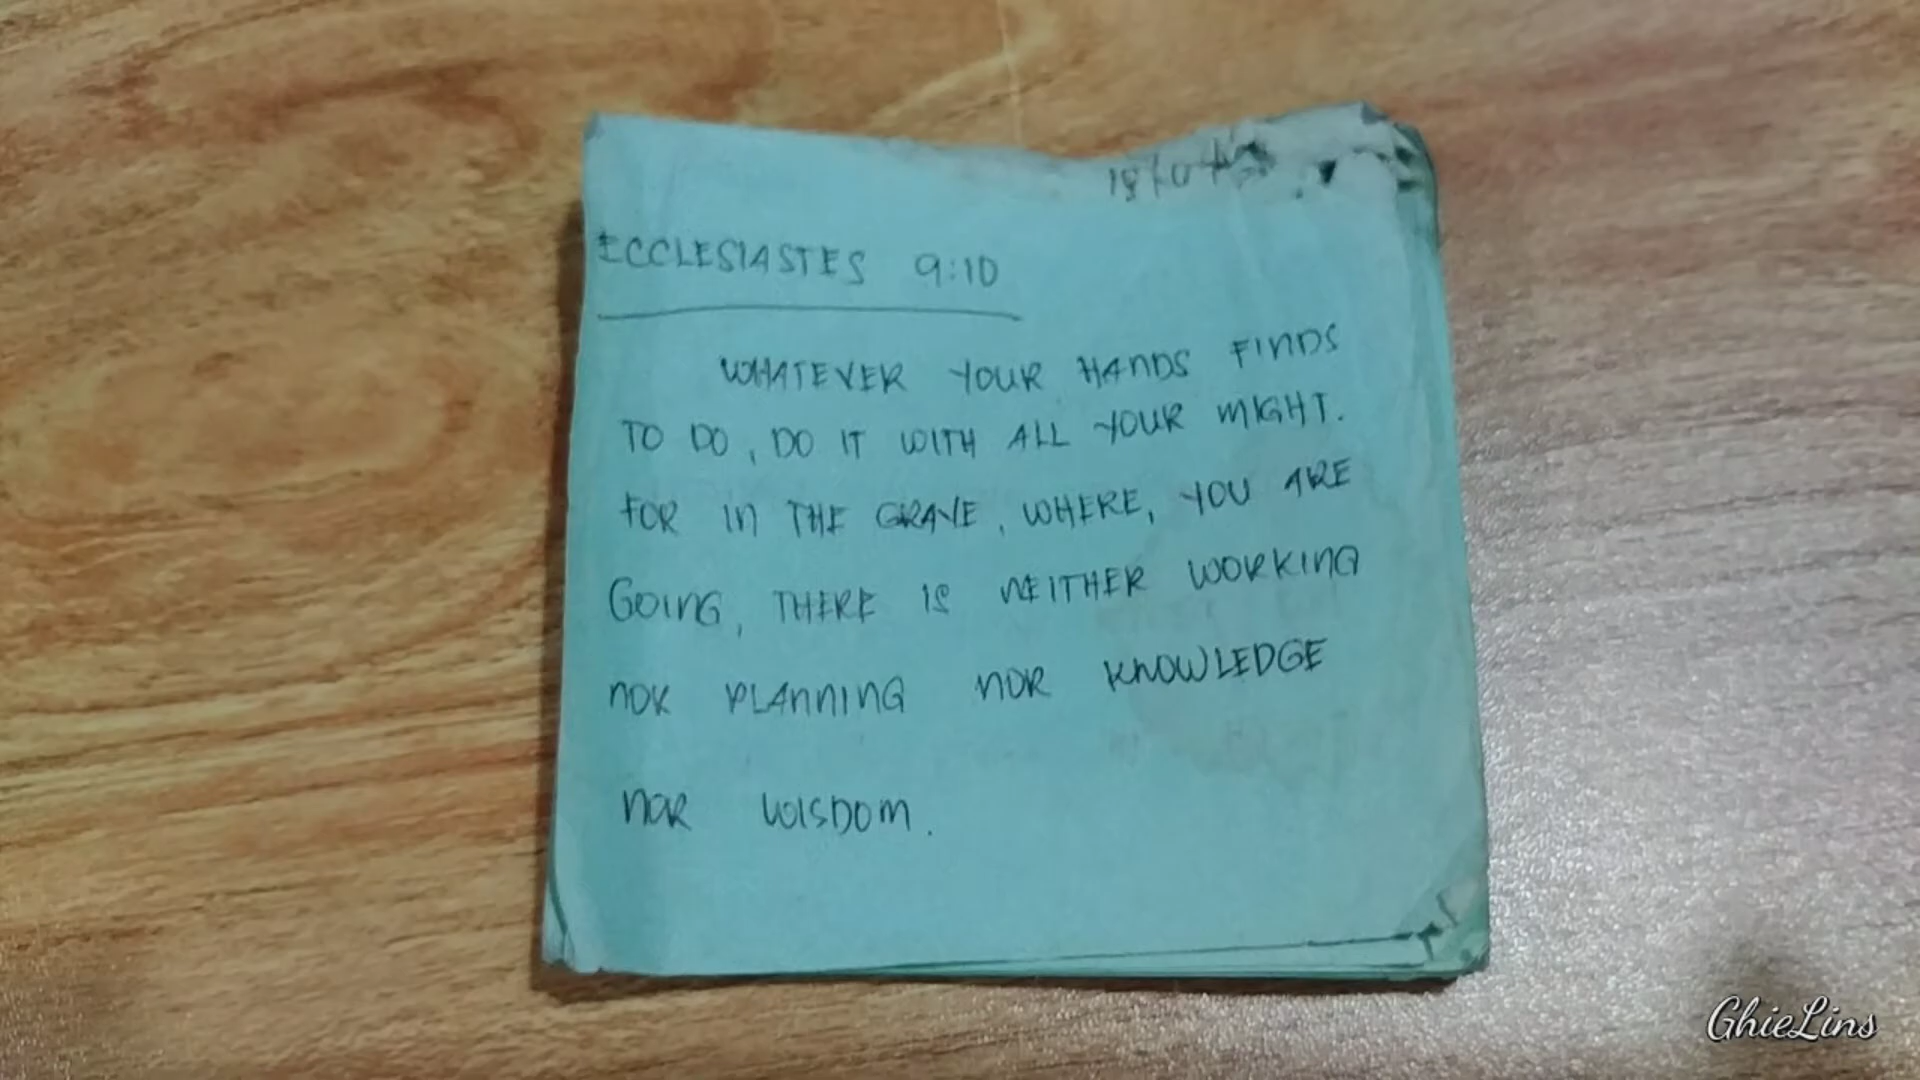 ECCLESIASTES 9:10
WHATEVER YOUR HANDS FINDS
TO DO, DO IT WITH ALL YOUR MIGHT.
FOR IN THE GRAVE, WHERE, YOU ARE
GOING, THERE IS NEITHER WORKING
NOR PLANNING NOR KNOWLEDGE
NOR WISDOM.
GhieLins